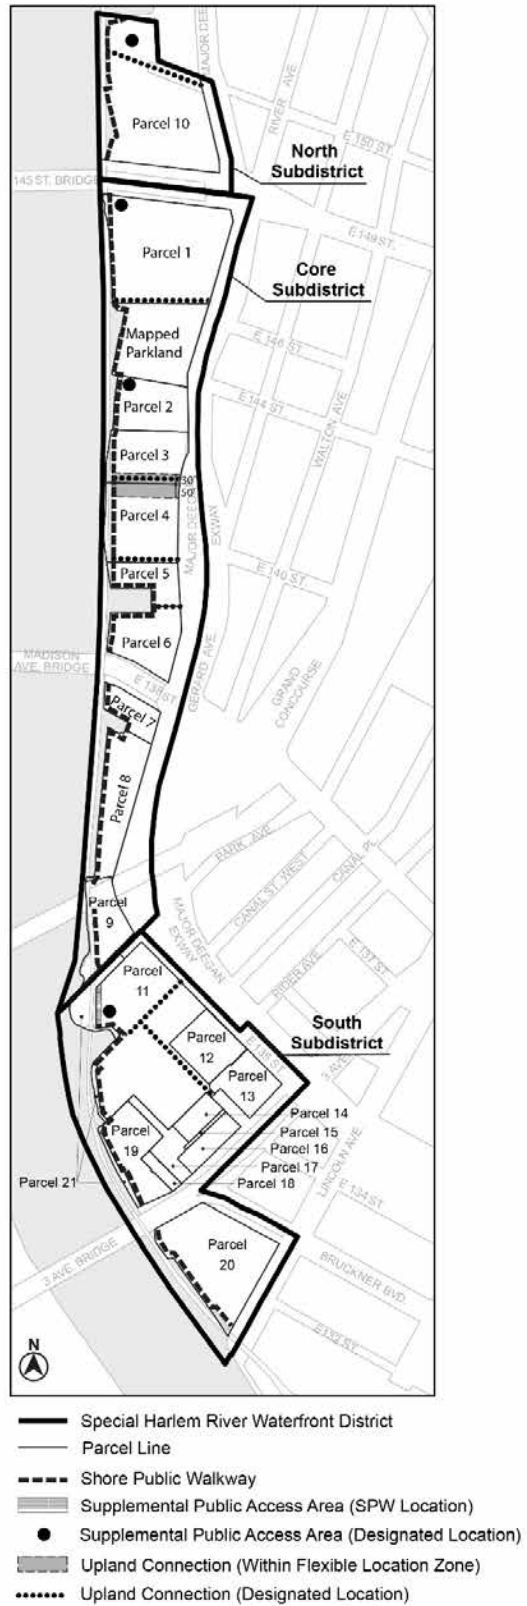 MAJOR DEEGAN
RIVER AVE
E 150 ST.
Parcel 10
North
Subdistrict
145 ST. BRIDGE
E 149 ST.
Parcel 1
Core
Subdistrict
Mapped
Parkland
E 146 ST.
Parcel 2
E 144 ST.
WALTON AVE
Parcel 3
30'
50'
Parcel 4
MAJOR DEEGAN
EXWAY
E 140 ST.
Parcel 5
Parcel 6
MADISON
AVE. BRIDGE
E 138 ST.
GERARD AVE
GRAND
CONCOURSE
Parcel 7
Parcel 8
PARK AVE
CANAL ST. WEST
CANAL PL.
Parcel
9
MAJOR DEEGAN
EXWAY
RIDER AVE
E 137 ST.
Parcel
11
South
Subdistrict
E 135 ST.
Parcel
12
3 AVE
Parcel
13
Parcel 14
Parcel 15
Parcel 16
Parcel 17
Parcel 18
Parcel
19
Parcel 21
LINCOLN AVE
E 134 ST.
Parcel
20
3 AVE. BRIDGE
BRUCKNER BVD.
E 132 ST.
N
Special Harlem River Waterfront District
Parcel Line
Shore Public Walkway
Supplemental Public Access Area (SPW Location)
Supplemental Public Access Area (Designated Location)
Upland Connection (Within Flexible Location Zone)
Upland Connection (Designated Location)